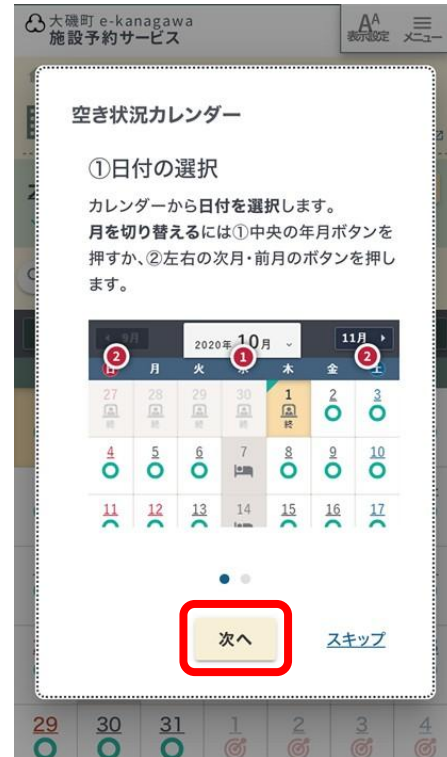 大磯町 e-kanagawa
施設予約サービス
AA
表示設定
メニュー
空き状況カレンダー
①日付の選択
カレンダーから日付を選択します。
月を切り替えるには①中央の年月ボタンを
押すか、②左右の次月・前月のボタンを押し
ます。
9月 2020年 10月 11月
2 1 2
日 月 火 水 木 金 土
27 28 29 30 1 2 3
終 終 終 終 終
4 5 6 7 8 9 10
11 12 13 14 15 16 17
次へ スキップ
29 30 31 1 2 3 4